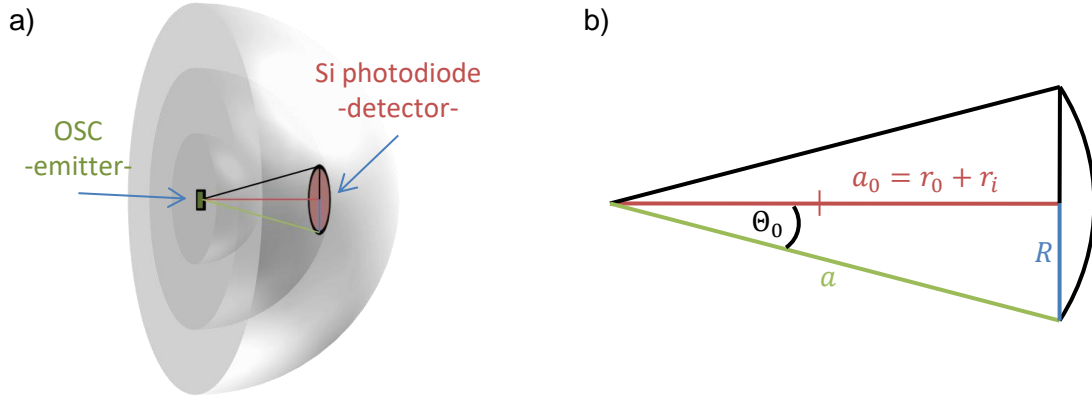 a)
Si photodiode
-detector-
OSC
-emitter-
b)
a₀ = r₀ + rᵢ
Θ₀
R
a